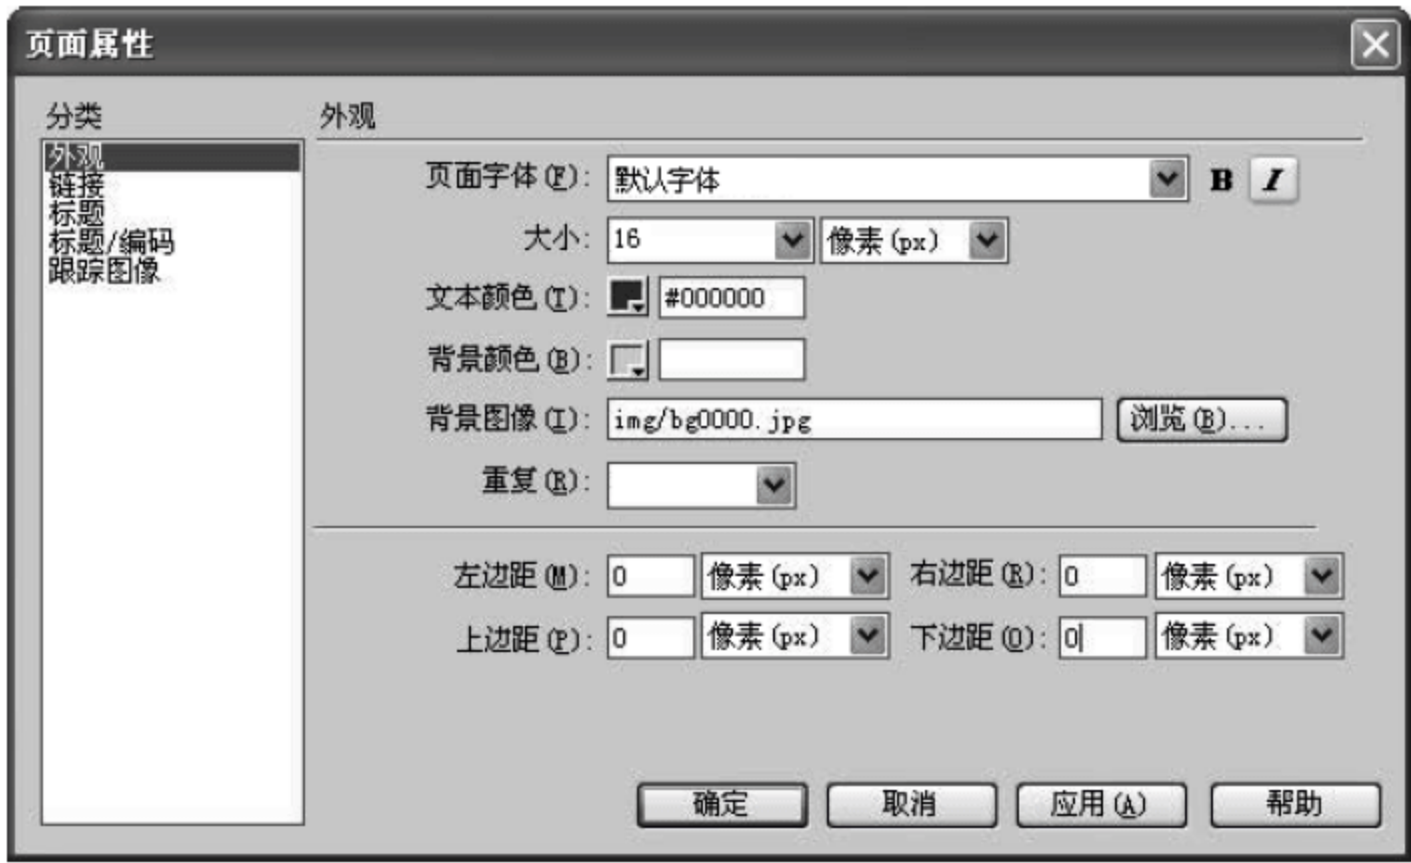 页面属性
分类
外观
链接
标题
标题/编码
跟踪图像
外观
页面字体(F): 默认字体 B I
大小: 16 像素(px)
文本颜色(T): #000000
背景颜色(B):
背景图像(I): img/bg0000.jpg 浏览(B)...
重复(R):
左边距(M): 0 像素(px) 右边距(R): 0 像素(px)
上边距(P): 0 像素(px) 下边距(O): 0 像素(px)
确定 取消 应用(A) 帮助